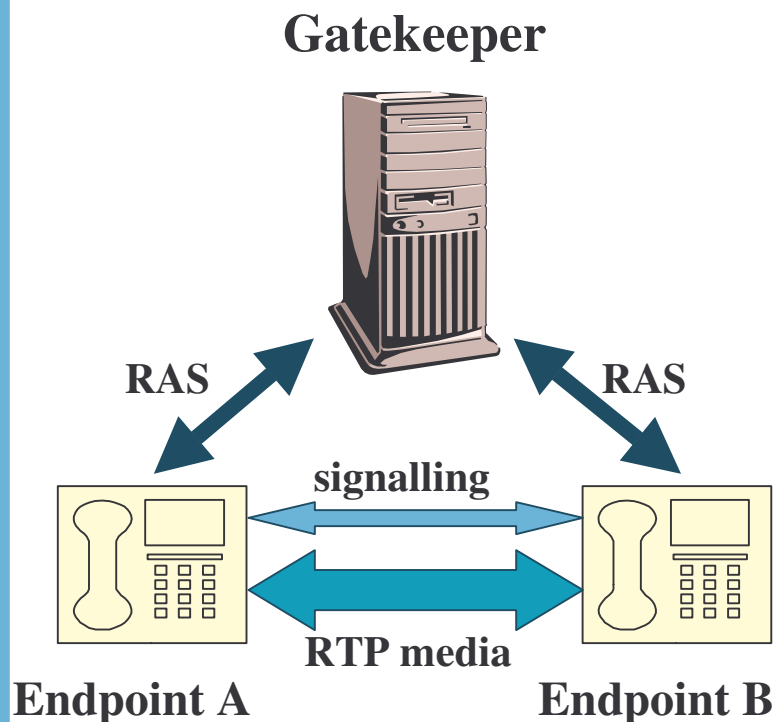 Gatekeeper
RAS
RAS
signalling
RTP media
Endpoint A
Endpoint B